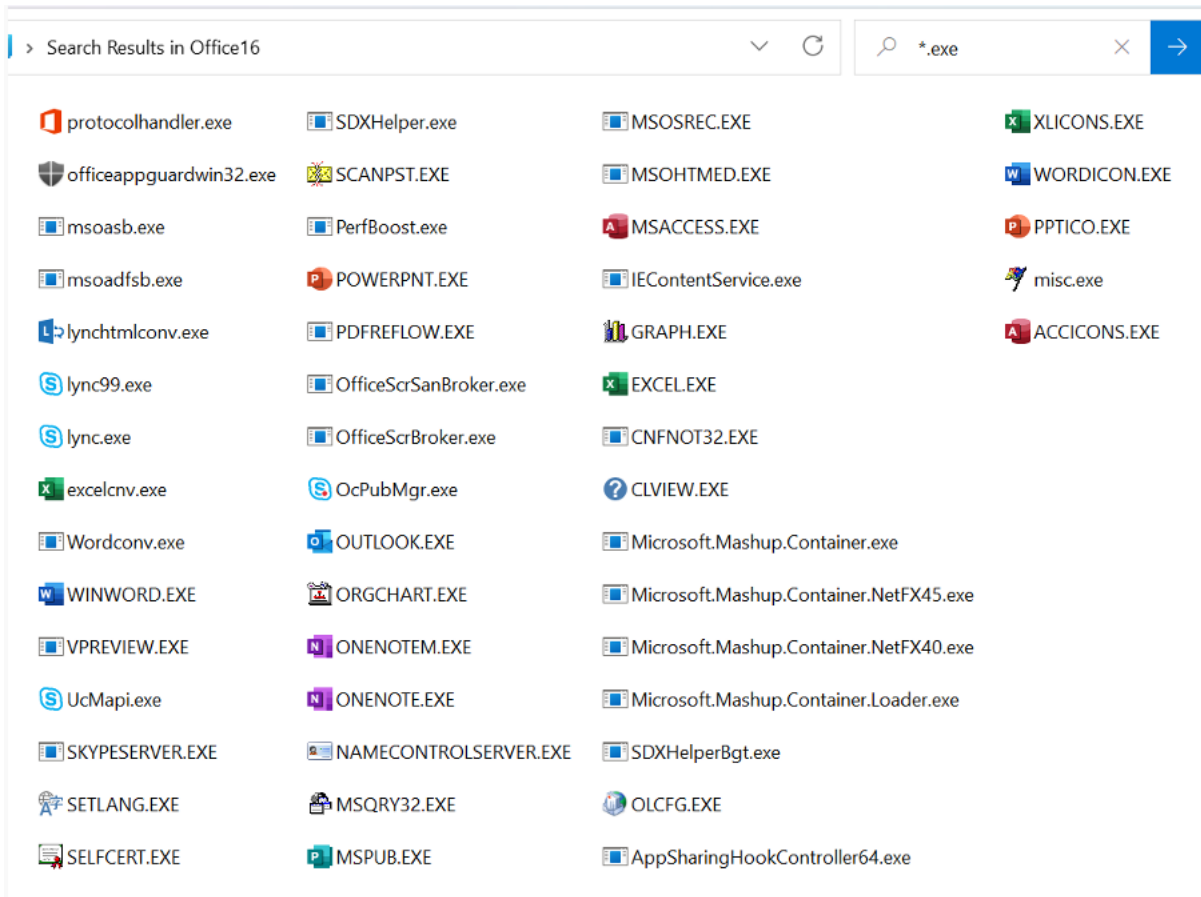 Search Results in Office16
*.exe
protocolhandler.exe
officeappguardwin32.exe
msoasb.exe
msoadfsb.exe
lynchtmlconv.exe
lync99.exe
lync.exe
excelcnv.exe
Wordconv.exe
WINWORD.EXE
VPREVIEW.EXE
UcMapi.exe
SKYPESERVER.EXE
SETLANG.EXE
SELFCERT.EXE
SDXHelper.exe
SCANPST.EXE
PerfBoost.exe
POWERPNT.EXE
PDFREFLOW.EXE
OfficeScrSanBroker.exe
OfficeScrBroker.exe
OcPubMgr.exe
OUTLOOK.EXE
ORGCHART.EXE
ONENOTEM.EXE
ONENOTE.EXE
NAMECONTROLSERVER.EXE
MSQRY32.EXE
MSPUB.EXE
MSOSREC.EXE
MSOHTMED.EXE
MSACCESS.EXE
IEContentService.exe
GRAPH.EXE
EXCEL.EXE
CNFNOT32.EXE
CLVIEW.EXE
Microsoft.Mashup.Container.exe
Microsoft.Mashup.Container.NetFX45.exe
Microsoft.Mashup.Container.NetFX40.exe
Microsoft.Mashup.Container.Loader.exe
SDXHelperBgt.exe
OLCFG.EXE
AppSharingHookController64.exe
XLICONS.EXE
WORDICON.EXE
PPTICO.EXE
misc.exe
ACCICONS.EXE